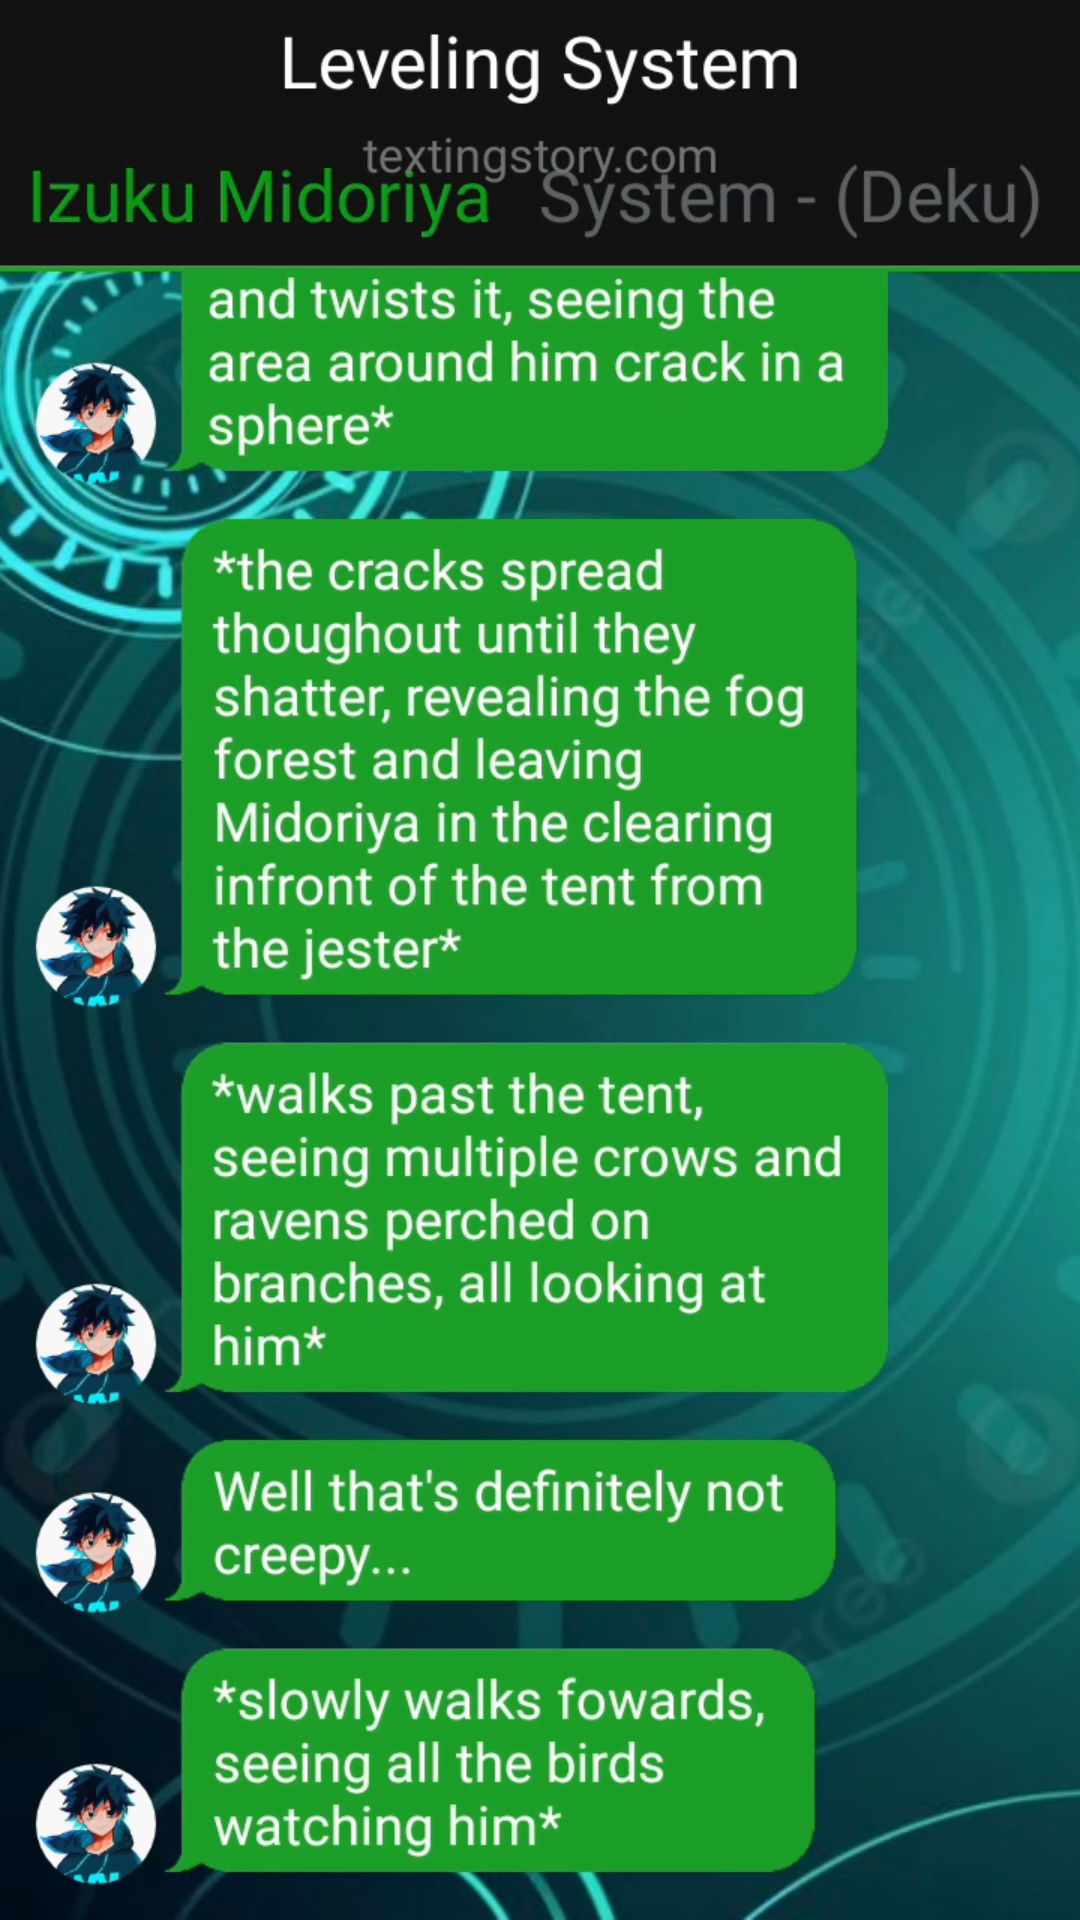 Leveling System
textingstory.com
Izuku Midoriya System - (Deku)
and twists it, seeing the
area around him crack in a
sphere*
*the cracks spread
thoughout until they
shatter, revealing the fog
forest and leaving
Midoriya in the clearing
infront of the tent from
the jester*
*walks past the tent,
seeing multiple crows and
ravens perched on
branches, all looking at
him*
Well that's definitely not
creepy...
*slowly walks fowards,
seeing all the birds
watching him*